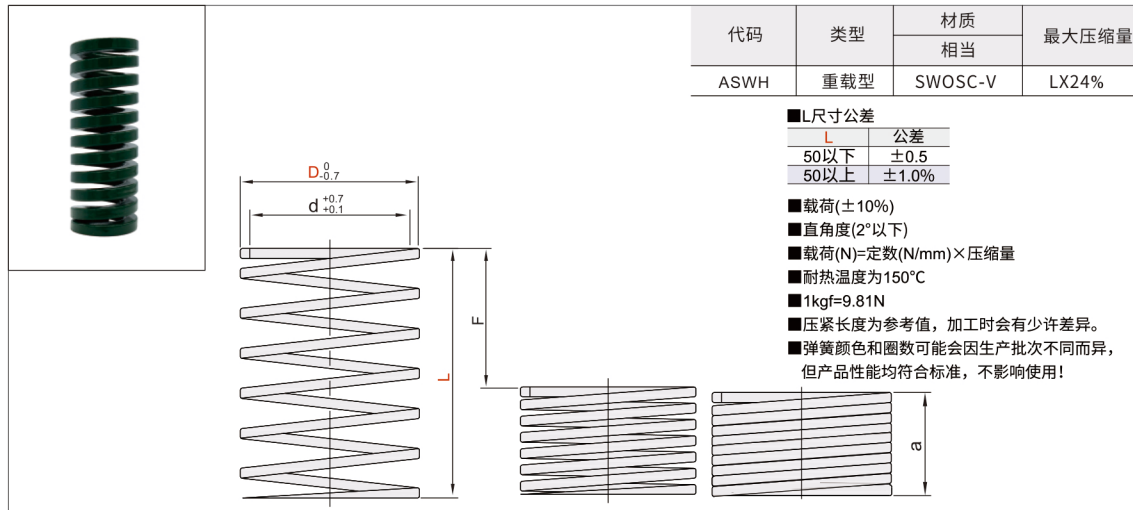 代码 类型 材质 最大压缩量
相当
ASWH 重载型 SWOSC-V LX24%
■L尺寸公差
L 公差
50以下 ±0.5
50以上 ±1.0%
D 0 -0.7
d +0.7 +0.1
■载荷(±10%)
■直角度(2°以下)
■载荷(N)=定数(N/mm)×压缩量
■耐热温度为150℃
■1kgf=9.81N
■压紧长度为参考值，加工时会有少许差异。
■弹簧颜色和圈数可能会因生产批次不同而异，
但产品性能均符合标准，不影响使用！
F
L
a